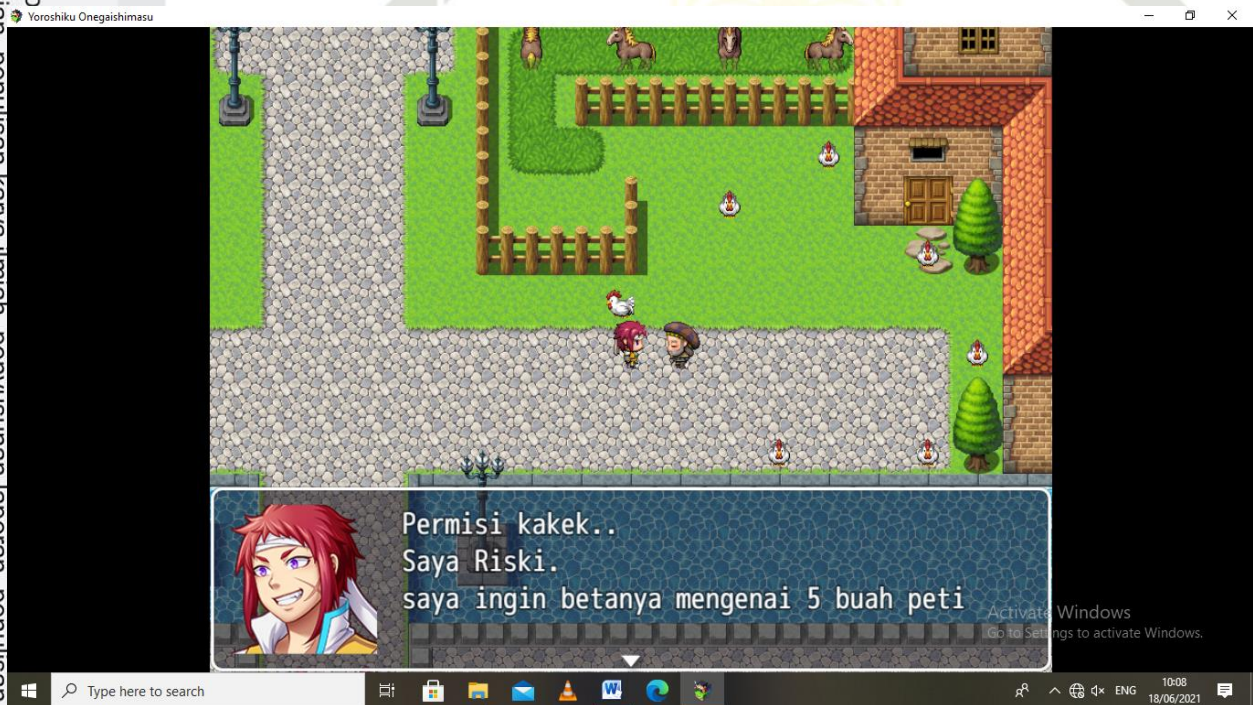 Yoroshiku Onegaishimasu
Permisi kakek..
Saya Riski.
saya ingin betanya mengenai 5 buah peti
Activate Windows
Go to Settings to activate Windows.
Type here to search
ENG
10:08
18/06/2021